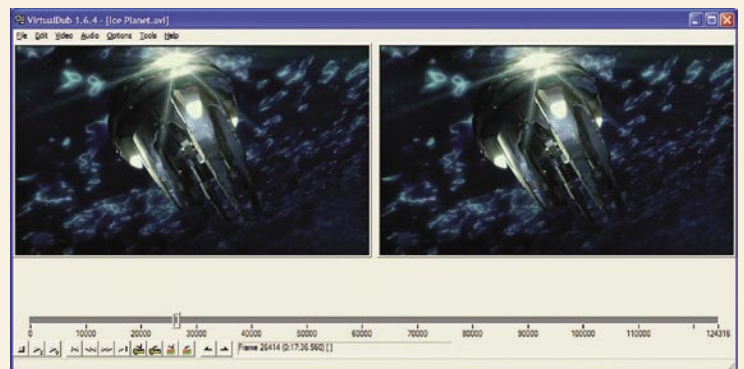 VirtualDub 1.6.4 - [Ice Planet.avi]
File Edit Video Audio Options Tools Help
0 10000 20000 30000 40000 50000 60000 70000 80000 90000 100000 110000 124316
Frame 26414 (0:17:36.560) [ ]